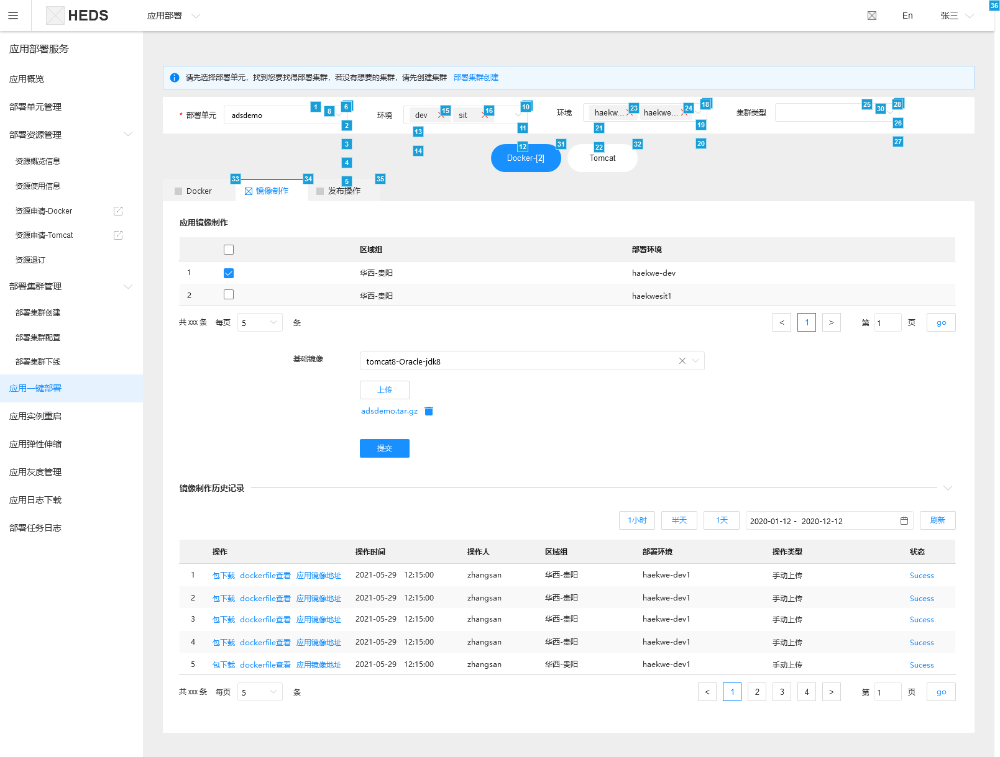 HEDS 应用部署 En 张三 36
应用部署服务
应用概览
部署单元管理
部署资源管理
资源概览信息
资源使用信息
资源申请-Docker
资源申请-Tomcat
资源退订
部署集群管理
部署集群创建
部署集群配置
部署集群下线
应用一键部署
应用实例重启
应用弹性伸缩
应用灰度管理
应用日志下载
部署任务日志
请先选择部署单元，找到您要找得部署集群，若没有想要的集群，请先创建集群 部署集群创建
1 8 6 15 16 10 23 24 18 25 30 28
* 部署单元 adsdemo 环境 dev sit 环境 haekw... haekwe... 集群类型
2 13 11 21 19 26
3 14 12 31 22 32 20 27
Docker-[2] Tomcat
4
33 34 5 35
Docker 镜像制作 发布操作
应用镜像制作
区域组 部署环境
1 华西-贵阳 haekwe-dev
2 华西-贵阳 haekwesit1
共 xxx 条 每页 5 条 < 1 > 第 1 页 go
基础镜像 tomcat8-Oracle-jdk8
上传
adsdemo.tar.gz
提交
镜像制作历史记录
1小时 半天 1天 2020-01-12 - 2020-12-12 刷新
操作 操作时间 操作人 区域组 部署环境 操作类型 状态
1 包下载 dockerfile查看 应用镜像地址 2021-05-29 12:15:00 zhangsan 华西-贵阳 haekwe-dev1 手动上传 Sucess
2 包下载 dockerfile查看 应用镜像地址 2021-05-29 12:15:00 zhangsan 华西-贵阳 haekwe-dev1 手动上传 Sucess
3 包下载 dockerfile查看 应用镜像地址 2021-05-29 12:15:00 zhangsan 华西-贵阳 haekwe-dev1 手动上传 Sucess
4 包下载 dockerfile查看 应用镜像地址 2021-05-29 12:15:00 zhangsan 华西-贵阳 haekwe-dev1 手动上传 Sucess
5 包下载 dockerfile查看 应用镜像地址 2021-05-29 12:15:00 zhangsan 华西-贵阳 haekwe-dev1 手动上传 Sucess
共 xxx 条 每页 5 条 < 1 2 3 4 > 第 1 页 go